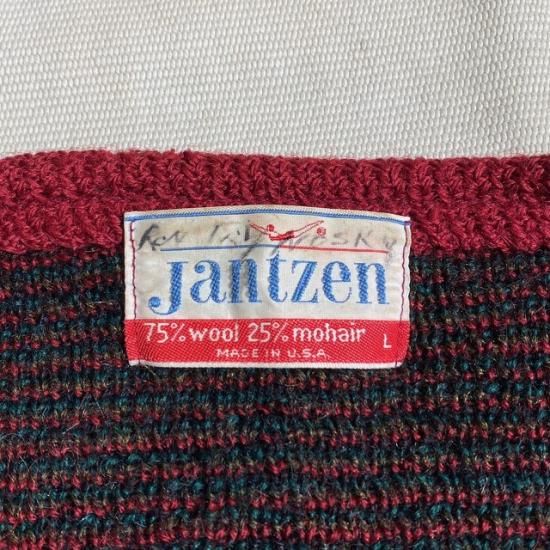 Jantzen
75% wool 25% mohair L
MADE IN U.S.A.